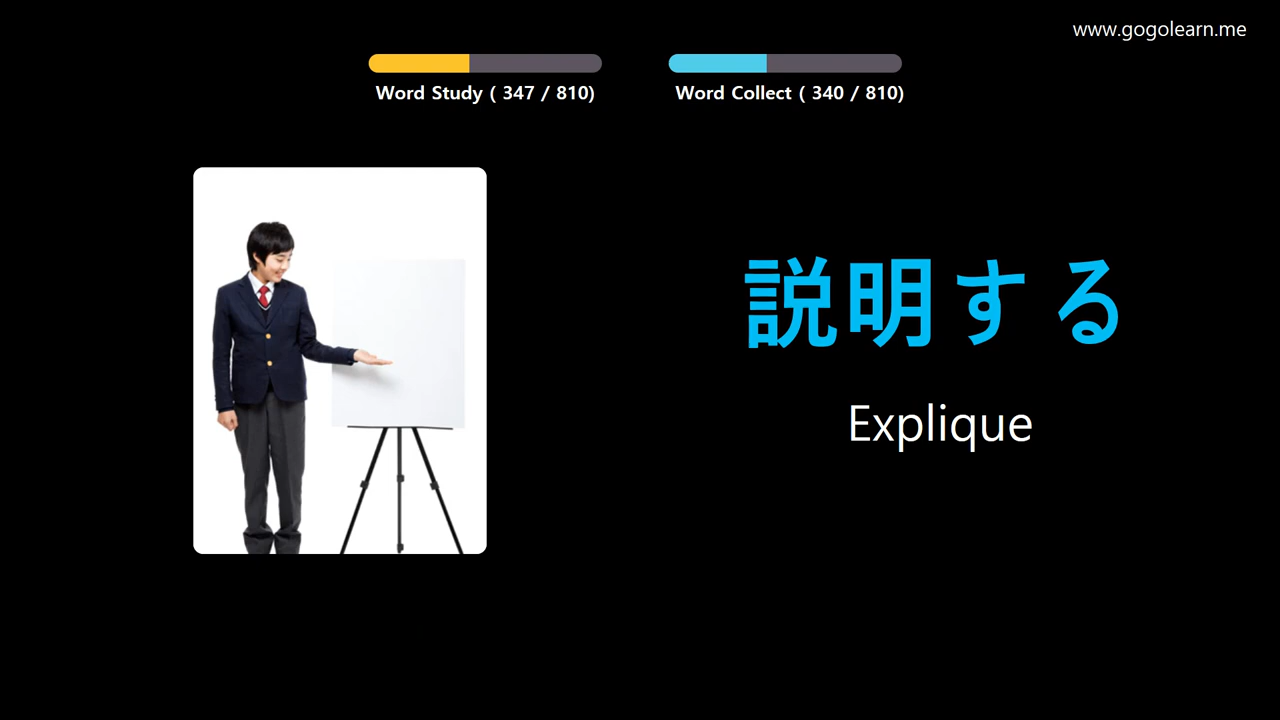 www.gogolearn.me
Word Study ( 347 / 810)
Word Collect ( 340 / 810)
説明する
Explique